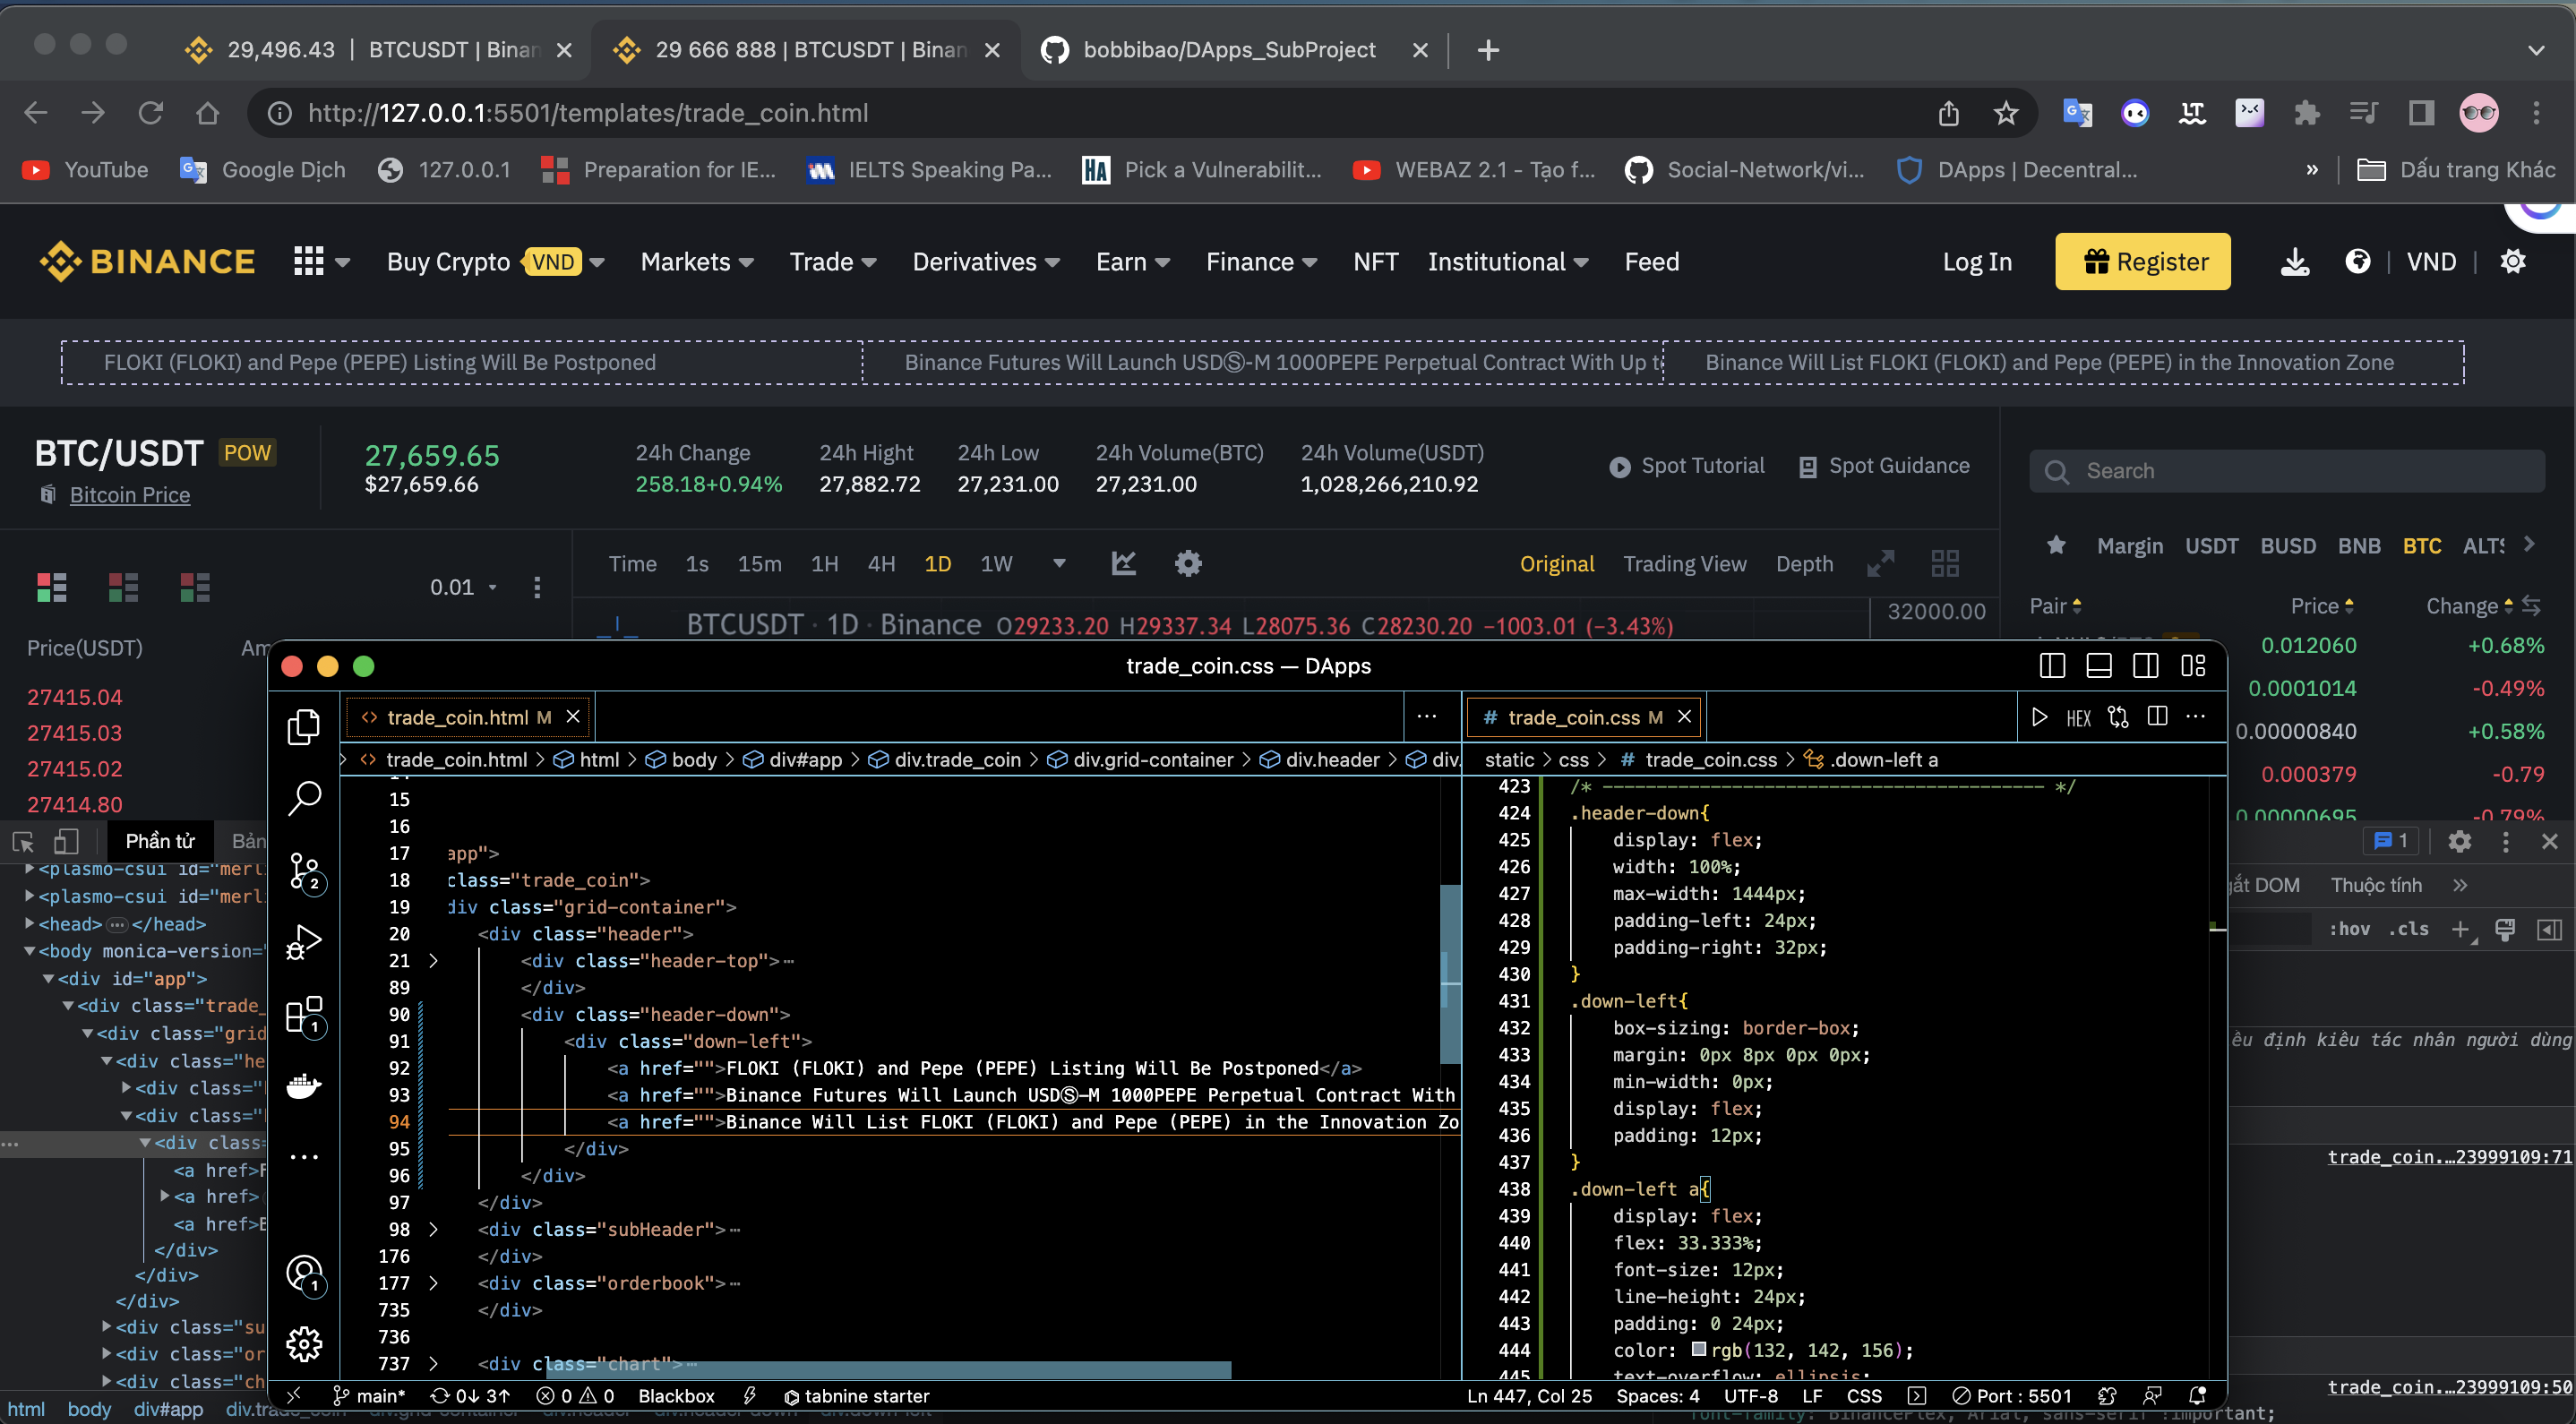 29,496.43 | BTCUSDT | Binan
29 666 888 | BTCUSDT | Binan
bobbibao/DApps_SubProject
http://127.0.0.1:5501/templates/trade_coin.html
YouTube Google Dịch 127.0.0.1 Preparation for IE... IELTS Speaking Pa... HA Pick a Vulnerabilit... WEBAZ 2.1 - Tạo f... Social-Network/vi... DApps | Decentral... » Dấu trang Khác
BINANCE Buy Crypto VND Markets Trade Derivatives Earn Finance NFT Institutional Feed Log In Register VND
FLOKI (FLOKI) and Pepe (PEPE) Listing Will Be Postponed
Binance Futures Will Launch USDⓈ-M 1000PEPE Perpetual Contract With Up t
Binance Will List FLOKI (FLOKI) and Pepe (PEPE) in the Innovation Zone
BTC/USDT POW
Bitcoin Price
27,659.65
$27,659.66
24h Change
258.18+0.94%
24h Hight
27,882.72
24h Low
27,231.00
24h Volume(BTC)
27,231.00
24h Volume(USDT)
1,028,266,210.92
Spot Tutorial Spot Guidance
Search
Margin USDT BUSD BNB BTC ALTS
Pair Price Change
0.012060 +0.68%
0.0001014 -0.49%
0.00000840 +0.58%
0.000379 -0.79
0.00000695 -0.79%
0.01
Time 1s 15m 1H 4H 1D 1W
Original Trading View Depth
BTCUSDT · 1D · Binance O29233.20 H29337.34 L28075.36 C28230.20 −1003.01 (−3.43%)
32000.00
Price(USDT) Am
27415.04
27415.03
27415.02
27414.80
trade_coin.css — DApps
<> trade_coin.html M
# trade_coin.css M
HEX
<> trade_coin.html > html > body > div#app > div.trade_coin > div.grid-container > div.header > div.
static > css > # trade_coin.css > .down-left a
15
16
17 app">
18 class="trade_coin">
19 div class="grid-container">
20 <div class="header">
21 <div class="header-top">⋯
89 </div>
90 <div class="header-down">
91 <div class="down-left">
92 <a href="">FLOKI (FLOKI) and Pepe (PEPE) Listing Will Be Postponed</a>
93 <a href="">Binance Futures Will Launch USDⓈ-M 1000PEPE Perpetual Contract With
94 <a href="">Binance Will List FLOKI (FLOKI) and Pepe (PEPE) in the Innovation Zo
95 </div>
96 </div>
97 </div>
98 <div class="subHeader">⋯
176 </div>
177 <div class="orderbook">⋯
735 </div>
736
737 <div class="chart">⋯
423 /* ----------------------------------------- */
424 .header-down{
425 display: flex;
426 width: 100%;
427 max-width: 1444px;
428 padding-left: 24px;
429 padding-right: 32px;
430 }
431 .down-left{
432 box-sizing: border-box;
433 margin: 0px 8px 0px 0px;
434 min-width: 0px;
435 display: flex;
436 padding: 12px;
437 }
438 .down-left a{
439 display: flex;
440 flex: 33.333%;
441 font-size: 12px;
442 line-height: 24px;
443 padding: 0 24px;
444 color: rgb(132, 142, 156);
445 text-overflow: ellipsis;
main* 0↓ 3↑ 0 0 Blackbox tabnine starter
Ln 447, Col 25 Spaces: 4 UTF-8 LF CSS Port : 5501
2
1
1
Phần tử Bản
<plasmo-csui id="merl
<plasmo-csui id="merl
<head> ⋯ </head>
<body monica-version="
<div id="app">
<div class="trade_
<div class="grid
<div class="he
<div class="
<div class="
<div class=
<a href>F
<a href>
<a href>B
</div>
</div>
</div>
<div class="su
<div class="or
<div class="ch
html body div#app
1
ắt DOM Thuộc tính »
:hov .cls
ểu định kiểu tác nhân người dùng
trade_coin.…23999109:71
trade_coin.…23999109:50
font-family: BinancePlex, Arial, sans-serif !important;